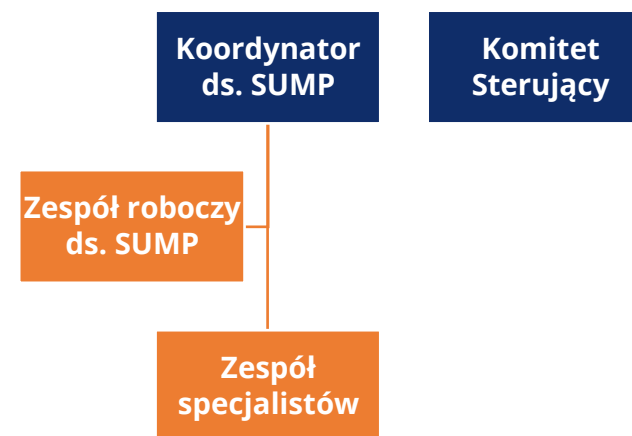 Koordynator
ds. SUMP
Komitet
Sterujący
Zespół roboczy
ds. SUMP
Zespół
specjalistów